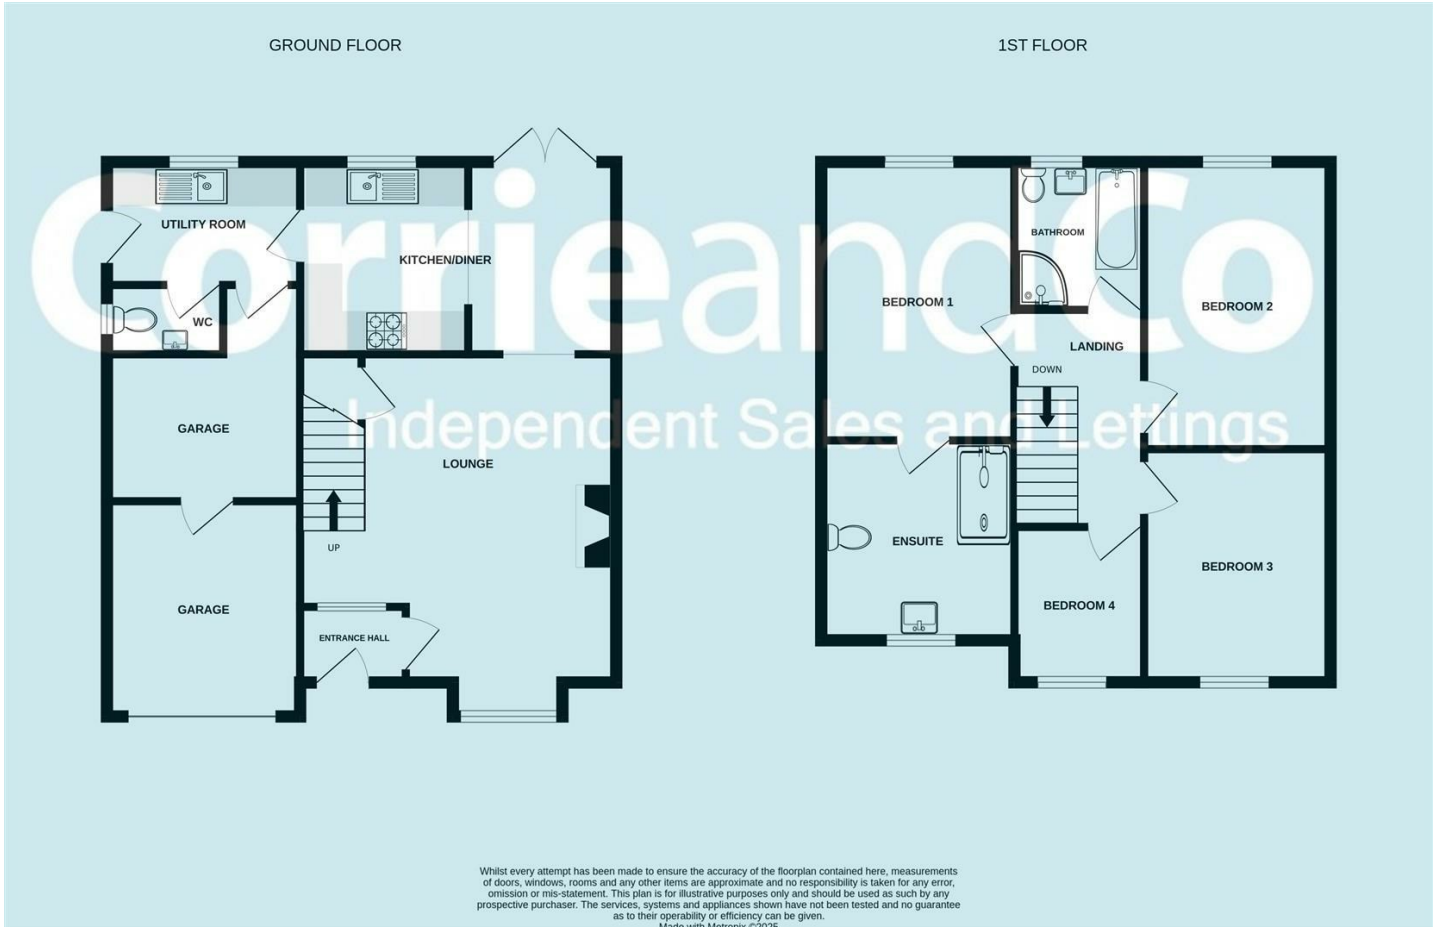 GROUND FLOOR
1ST FLOOR
CorrieandCo
Independent Sales and Lettings
UTILITY ROOM
KITCHEN/DINER
WC
GARAGE
LOUNGE
UP
GARAGE
ENTRANCE HALL
BATHROOM
BEDROOM 1
BEDROOM 2
LANDING
DOWN
ENSUITE
BEDROOM 3
BEDROOM 4
Whilst every attempt has been made to ensure the accuracy of the floorplan contained here, measurements
of doors, windows, rooms and any other items are approximate and no responsibility is taken for any error,
omission or mis-statement. This plan is for illustrative purposes only and should be used as such by any
prospective purchaser. The services, systems and appliances shown have not been tested and no guarantee
as to their operability or efficiency can be given.
Made with Metropix ©2025